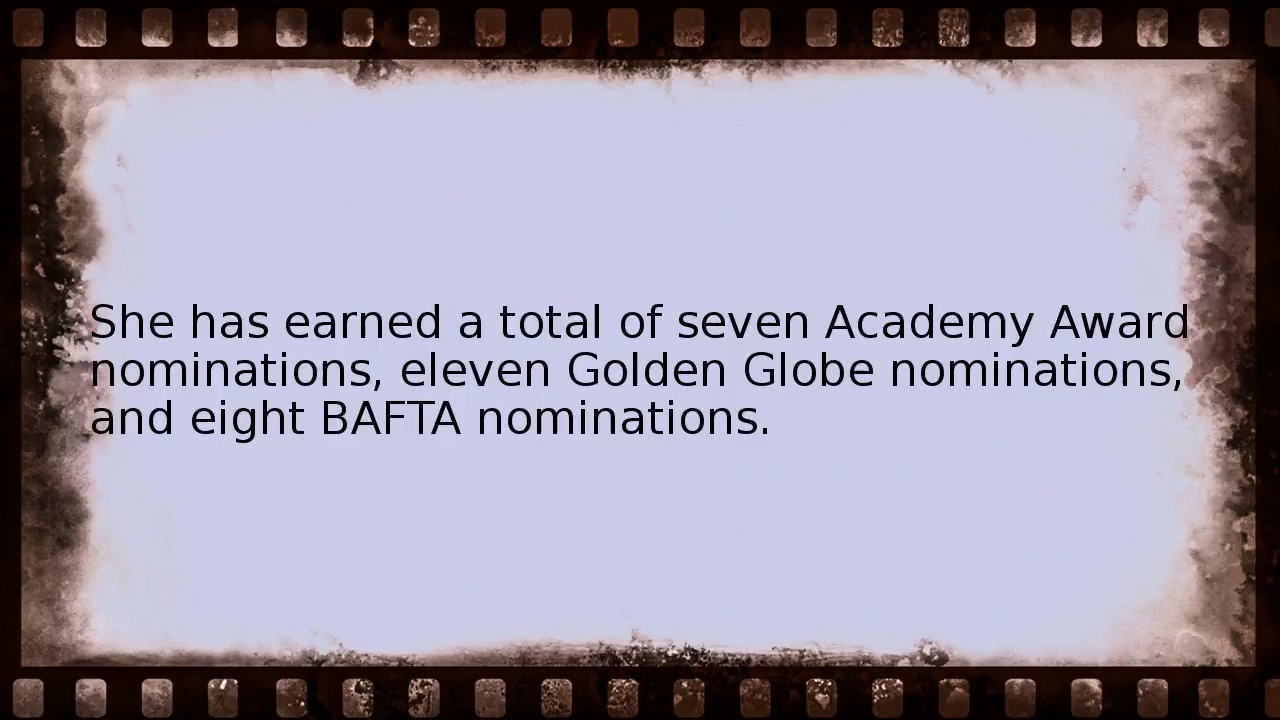 She has earned a total of seven Academy Award
nominations, eleven Golden Globe nominations,
and eight BAFTA nominations.